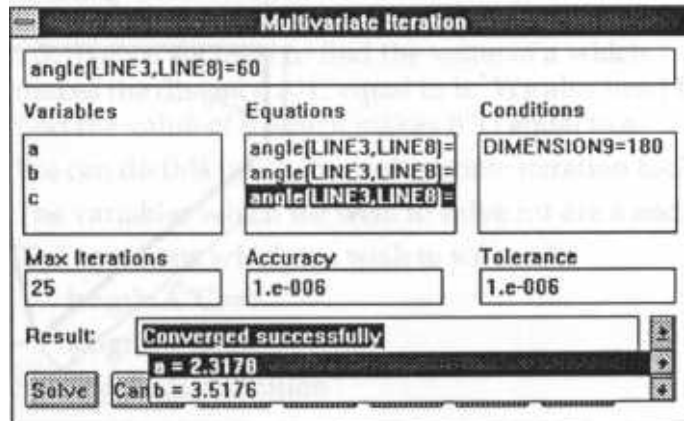 Multivariate Iteration
angle(LINE3,LINE8)=60
Variables
Equations
Conditions
a
b
c
angle(LINE3,LINE8)=
angle(LINE3,LINE8)=
angle(LINE3,LINE8)=
DIMENSION9=180
Max Iterations
Accuracy
Tolerance
25
1.e-006
1.e-006
Result:
Converged successfully
a = 2.3178
b = 3.5176
Solve
Can